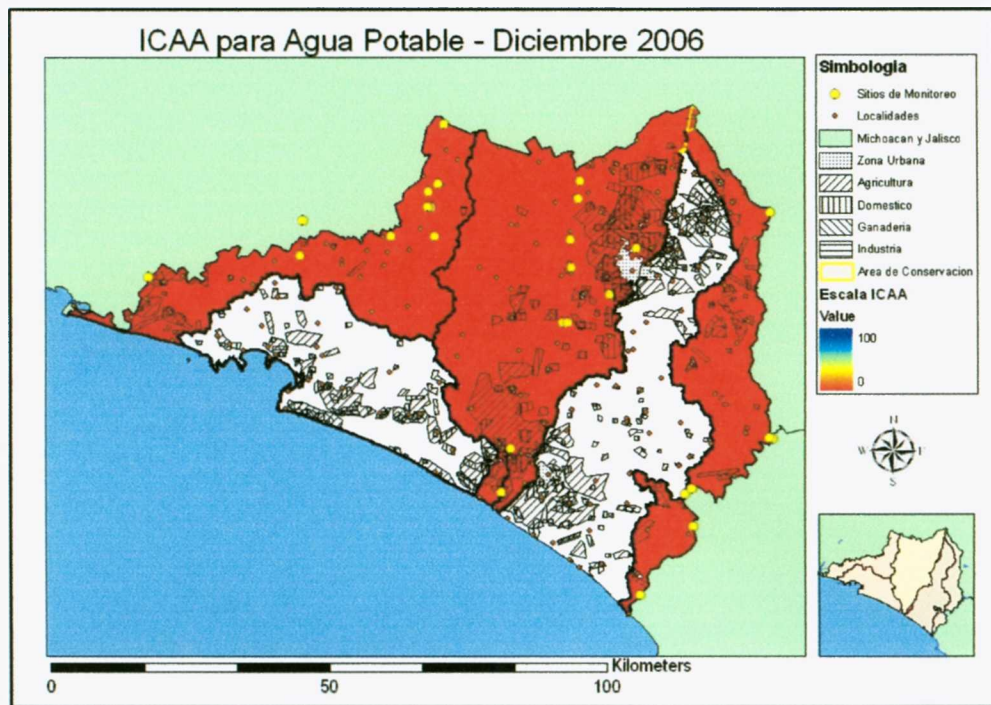 ICAA para Agua Potable - Diciembre 2006
Simbologia
Sitios de Monitoreo
Localidades
Michoacan y Jalisco
Zona Urbana
Agricultura
Domestico
Ganaderia
Industria
Area de Conservacion
Escala ICAA
Value
100
0
N
W E
S
Kilometers
0 50 100